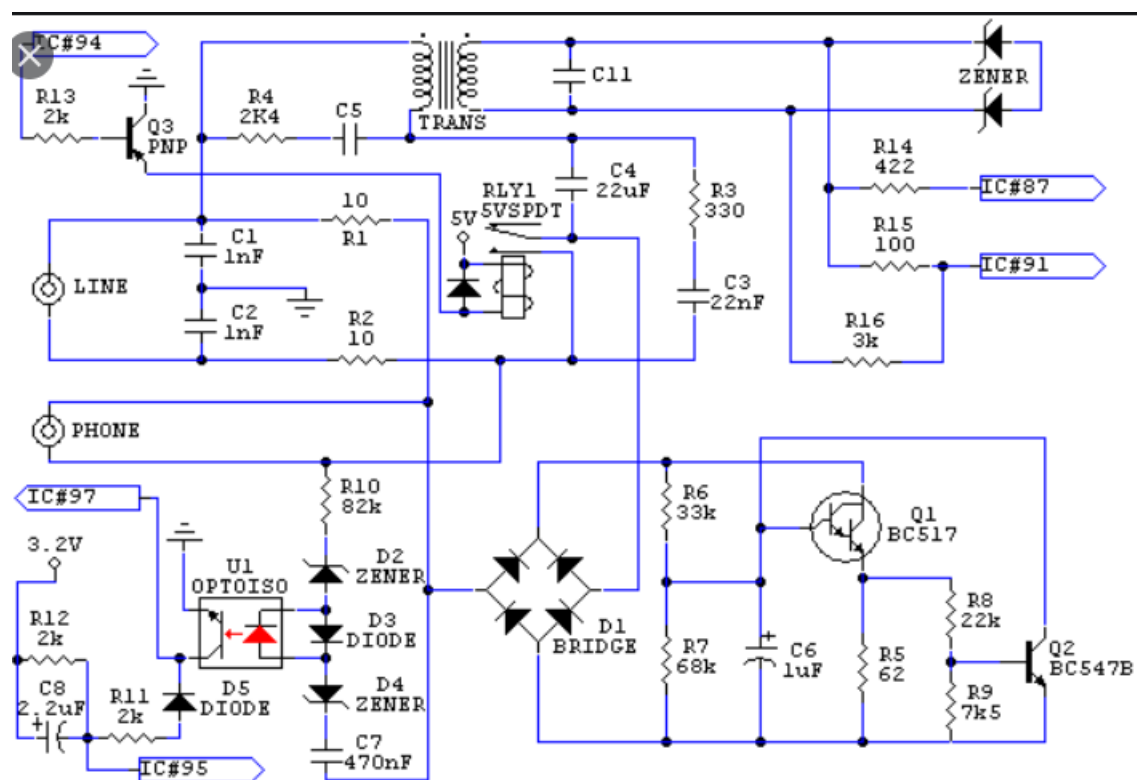 IC#94
R13
2k
Q3
PNP
R4
2K4
C5
TRANS
C11
ZENER
C4
22uF
R3
330
R14
422
IC#87
R15
100
IC#91
R16
3k
10
R1
RLY1
5VSPDT
5V
C1
1nF
LINE
C2
1nF
R2
10
C3
22nF
PHONE
IC#97
R10
82k
3.2V
U1
OPTOISO
D2
ZENER
D3
DIODE
R12
2k
C8
2.2uF
+
R11
2k
D5
DIODE
D4
ZENER
C7
470nF
IC#95
R6
33k
Q1
BC517
D1
BRIDGE
R7
68k
+
C6
1uF
R5
62
R8
22k
Q2
BC547B
R9
7k5